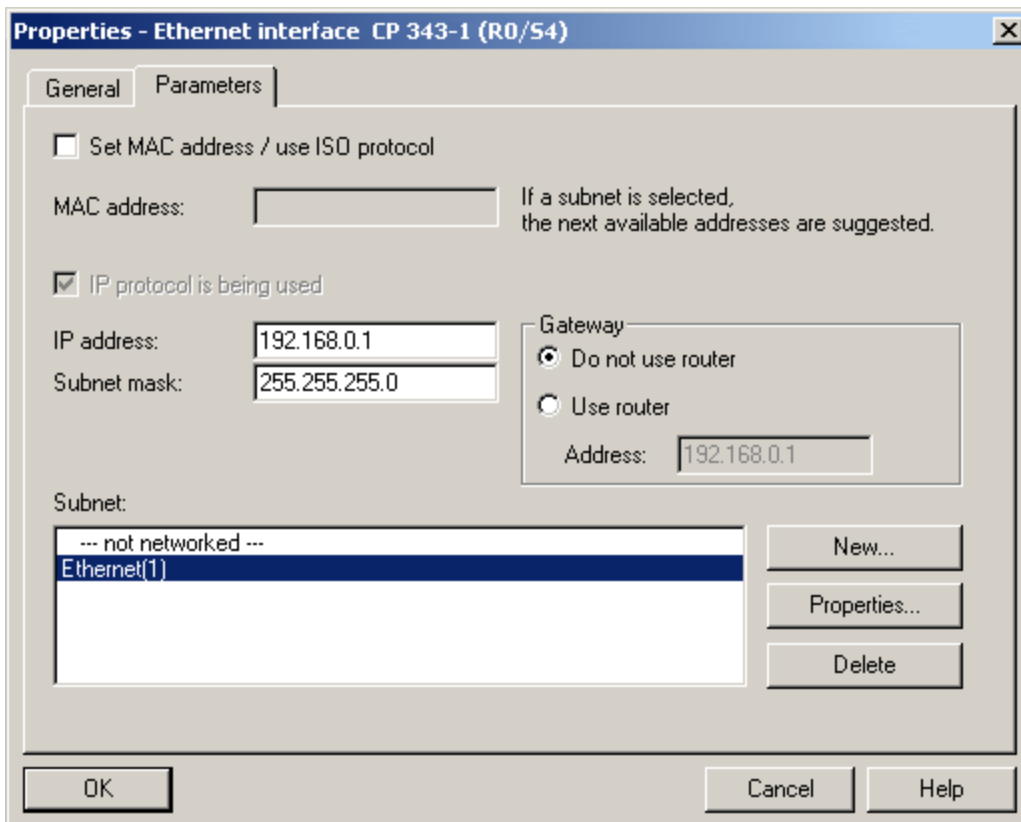 Properties - Ethernet interface CP 343-1 (R0/S4)
General
Parameters
Set MAC address / use ISO protocol
MAC address:
If a subnet is selected,
the next available addresses are suggested.
IP protocol is being used
IP address:
192.168.0.1
Subnet mask:
255.255.255.0
Gateway
Do not use router
Use router
Address:
192.168.0.1
Subnet:
--- not networked ---
Ethernet(1)
New...
Properties...
Delete
OK
Cancel
Help